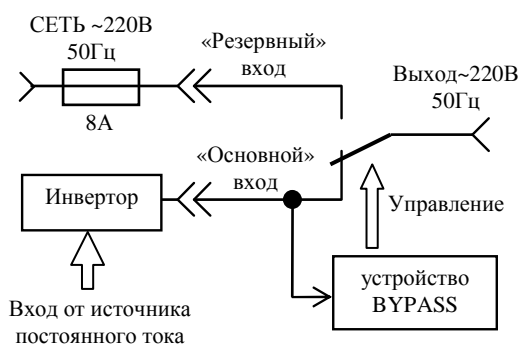 СЕТЬ ~220В
50Гц
8А
«Резервный»
вход
Выход~220В
50Гц
«Основной»
вход
Инвертор
Управление
устройство
BYPASS
Вход от источника
постоянного тока